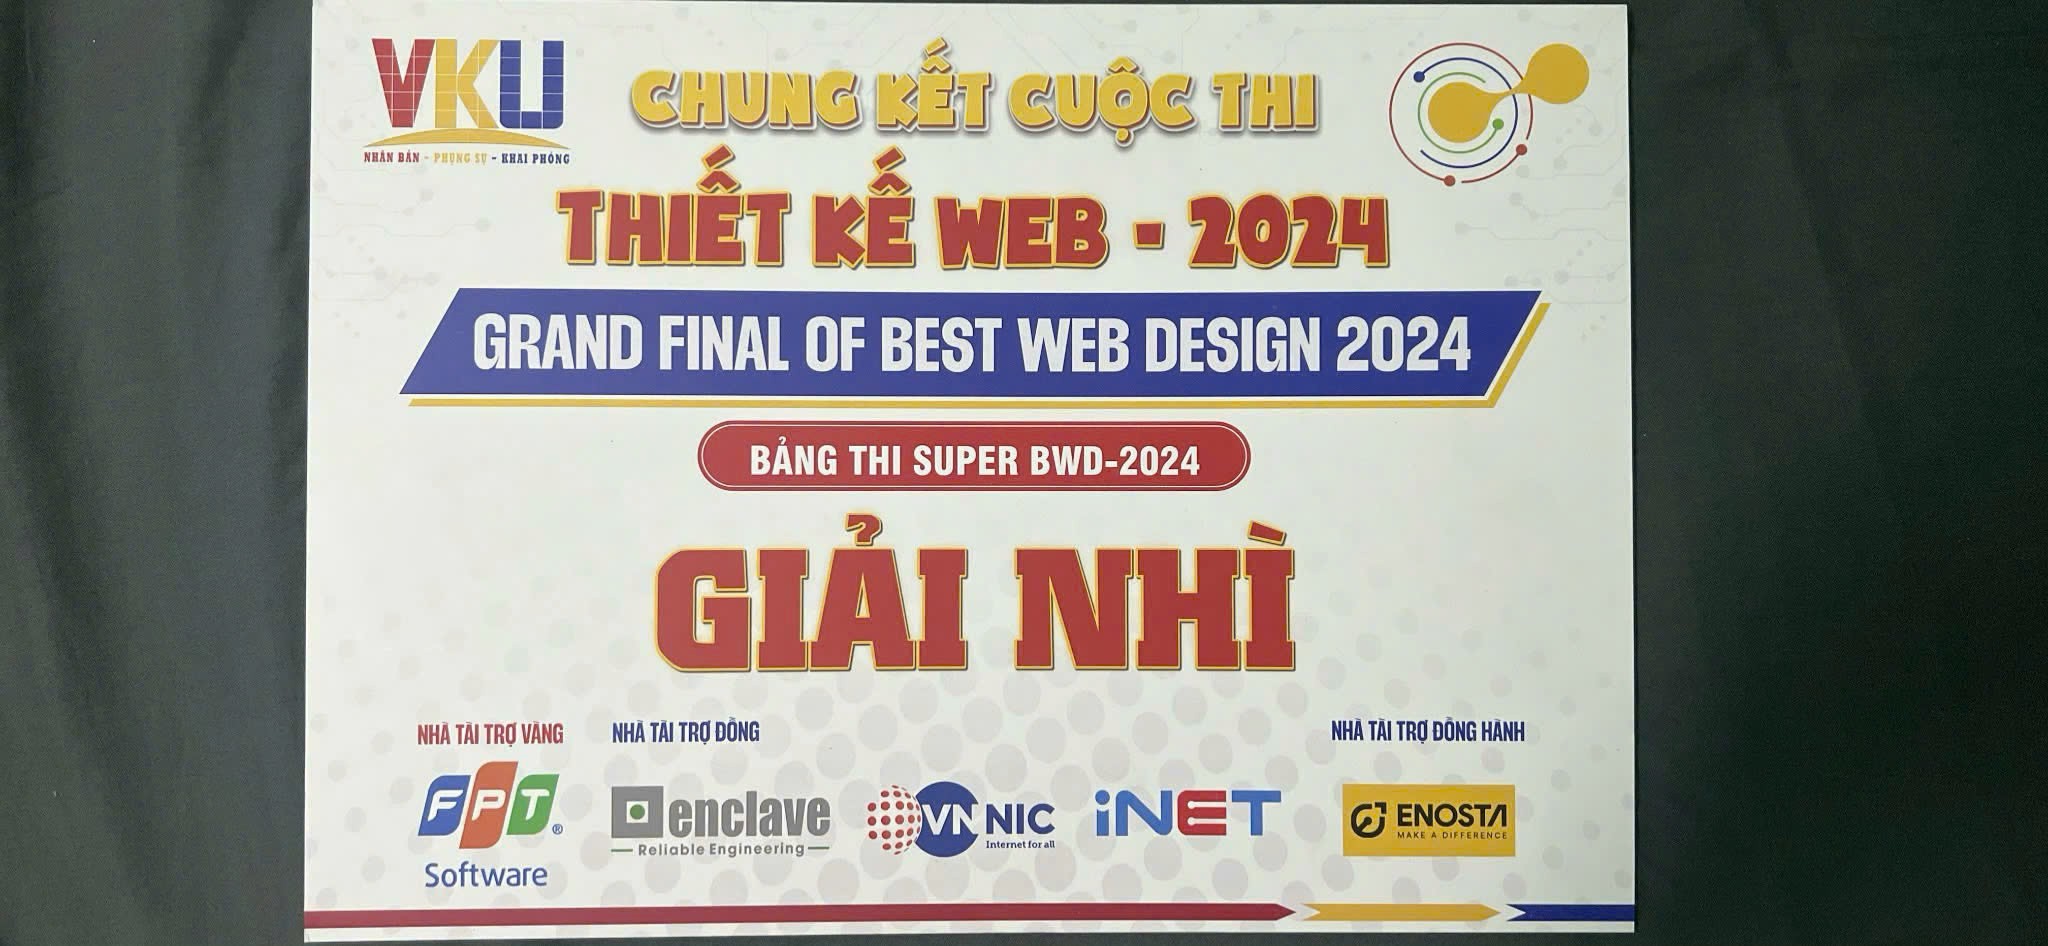 VKU
NHÂN BẢN - PHỤNG SỰ - KHAI PHÓNG
CHUNG KẾT CUỘC THI
THIẾT KẾ WEB - 2024
GRAND FINAL OF BEST WEB DESIGN 2024
BẢNG THI SUPER BWD-2024
GIẢI NHÌ
NHÀ TÀI TRỢ VÀNG
NHÀ TÀI TRỢ ĐỒNG
NHÀ TÀI TRỢ ĐỒNG HÀNH
FPT®
Software
enclave
Reliable Engineering
VNNIC
Internet for all
iNET
ENOSTA
MAKE A DIFFERENCE